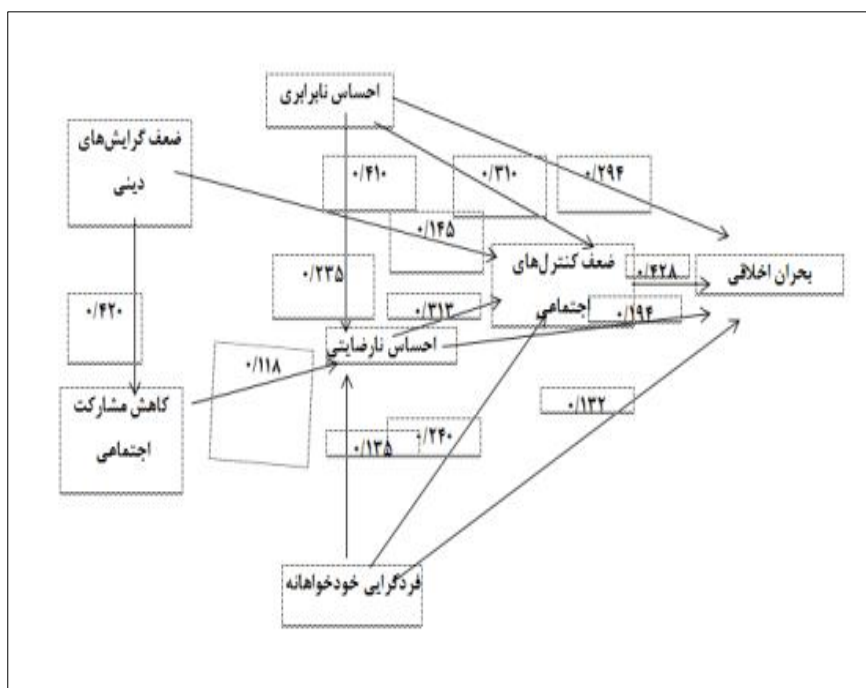 احساس نابرابری
ضعف گرایش‌های
دینی
۰/۴۱۰
۰/۳۱۰
۰/۲۹۴
۰/۱۴۵
ضعف کنترل‌های
اجتماعی
۰/۴۲۸
بحران اخلاقی
۰/۲۳۵
۰/۴۲۰
۰/۳۱۳
۰/۱۹۴
احساس نارضایتی
۰/۱۱۸
کاهش مشارکت
اجتماعی
۰/۱۳۲
۰/۲۴۰
۰/۱۳۵
فردگرایی خودخواهانه